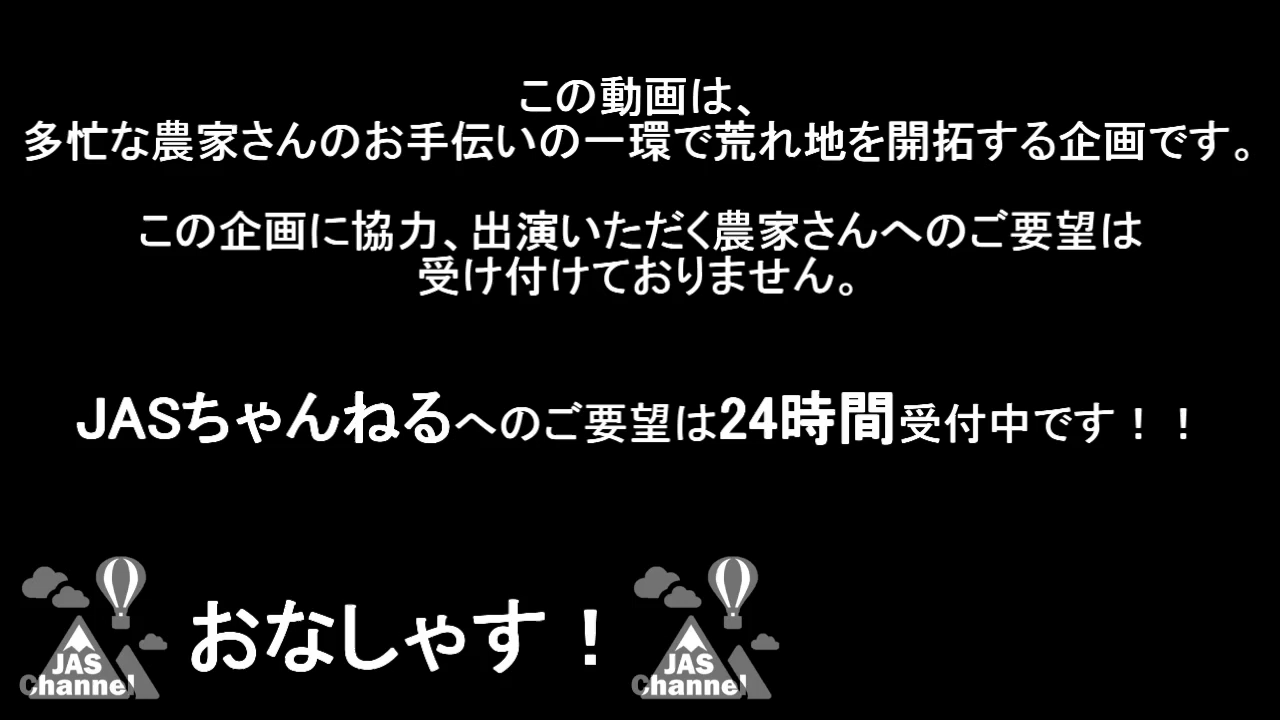 この動画は、
多忙な農家さんのお手伝いの一環で荒れ地を開拓する企画です。
この企画に協力、出演いただく農家さんへのご要望は
受け付けておりません。
JASちゃんねるへのご要望は24時間受付中です！！
おなしゃす！
JAS
Channel
JAS
Channel